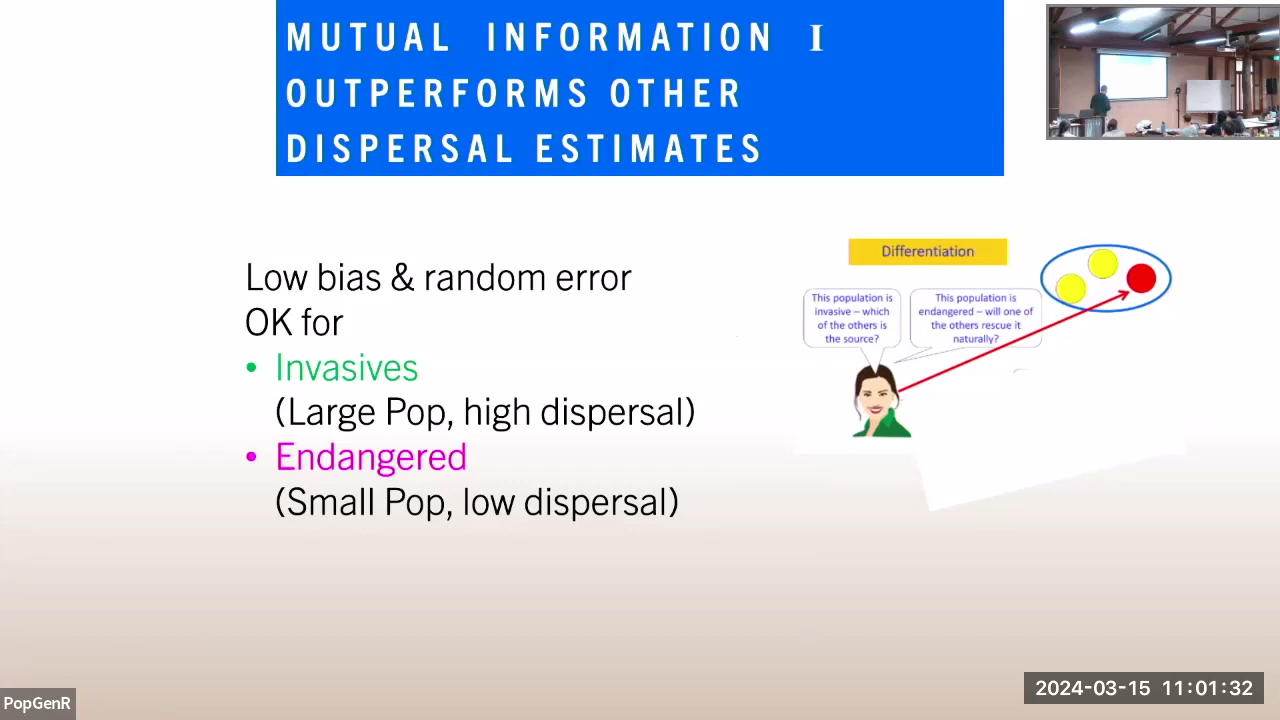 MUTUAL INFORMATION I
OUTPERFORMS OTHER
DISPERSAL ESTIMATES
Low bias & random error
OK for
• Invasives
(Large Pop, high dispersal)
• Endangered
(Small Pop, low dispersal)
Differentiation
This population is
invasive – which
of the others is
the source?
This population is
endangered – will one of
the others rescue it
naturally?
PopGenR
2024-03-15 11:01:32